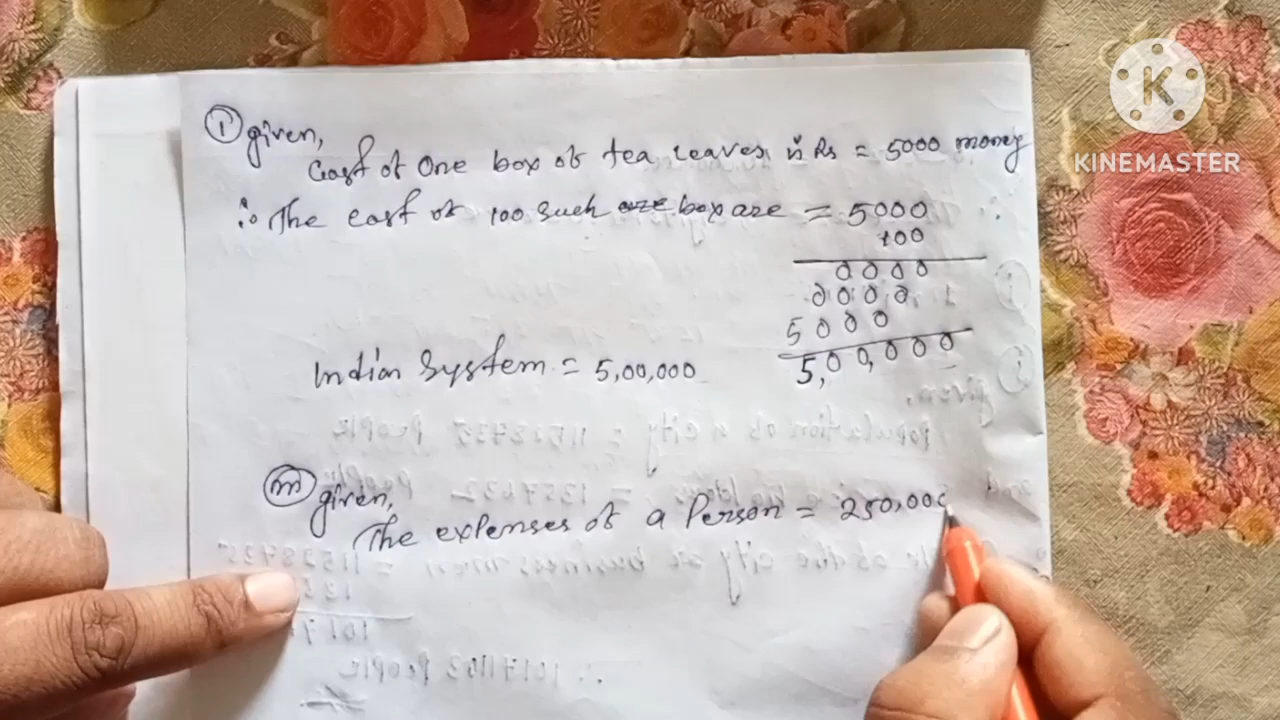 K
KINEMASTER
① given,
Cost of One box of tea leaves is Rs = 5000 money
∴ The cost of 100 such are box are = 5000
100
0000
0000
5000
5,00,000
Indian System = 5,00,000
m given,
The expenses of a Person = 250,000